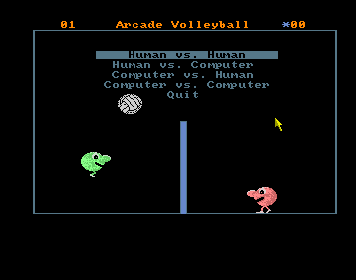 01 Arcade Volleyball *00
Human vs. Human
Human vs. Computer
Computer vs. Human
Computer vs. Computer
Quit